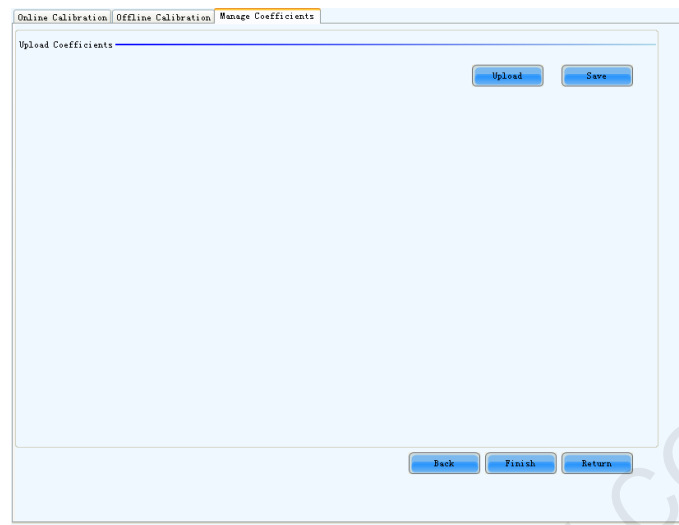 Online Calibration Offline Calibration Manage Coefficients
Upload Coefficients
Upload Save
Back Finish Return